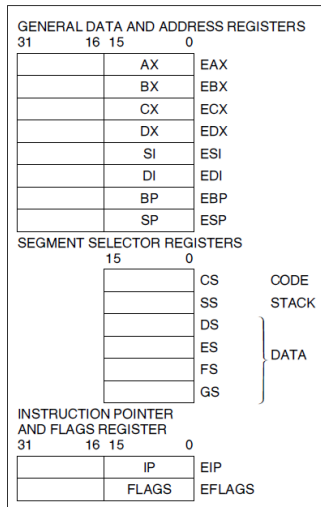 GENERAL DATA AND ADDRESS REGISTERS
31 16 15 0
AX EAX
BX EBX
CX ECX
DX EDX
SI ESI
DI EDI
BP EBP
SP ESP
SEGMENT SELECTOR REGISTERS
15 0
CS CODE
SS STACK
DS
ES
DATA
FS
GS
INSTRUCTION POINTER
AND FLAGS REGISTER
31 16 15 0
IP EIP
FLAGS EFLAGS